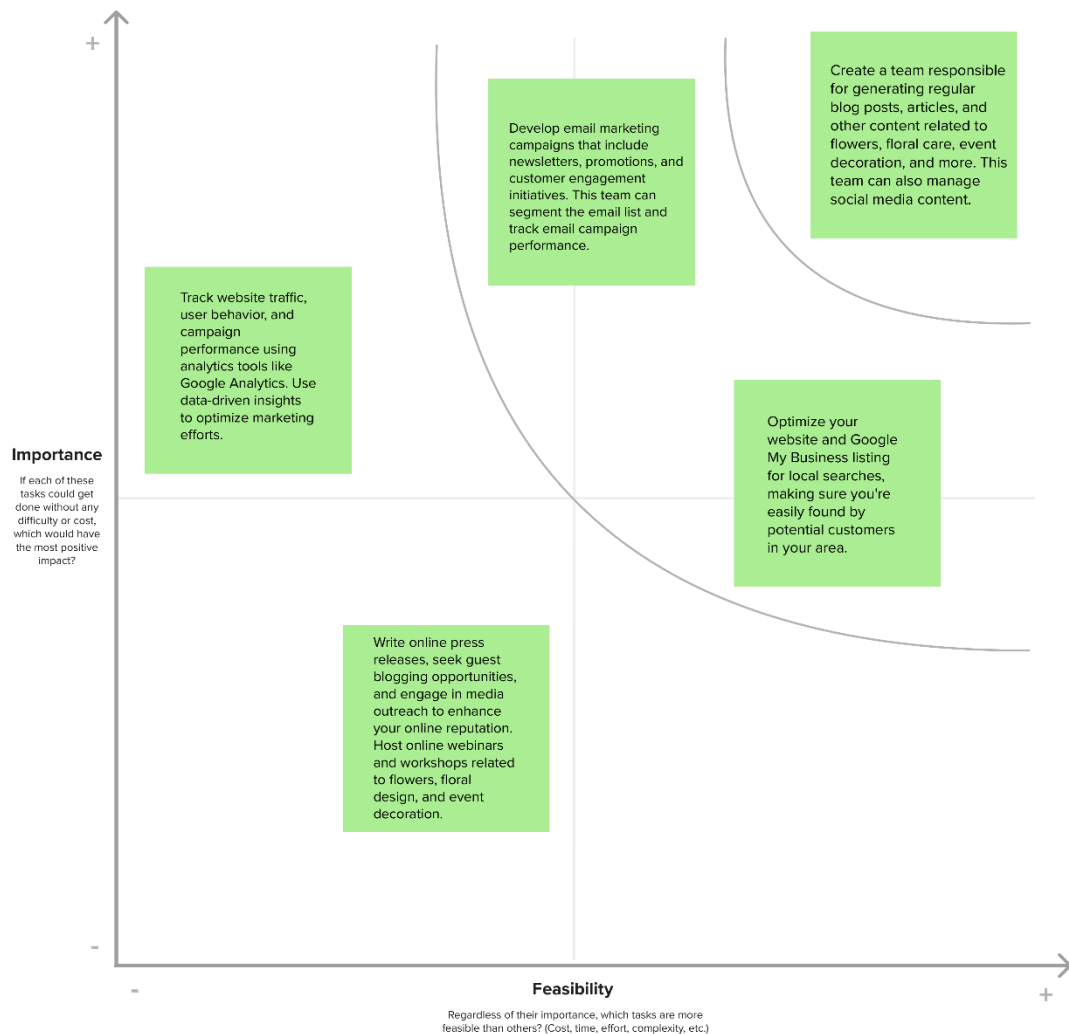 +
Create a team responsible
for generating regular
blog posts, articles, and
other content related to
flowers, floral care, event
decoration, and more. This
team can also manage
social media content.
Develop email marketing
campaigns that include
newsletters, promotions, and
customer engagement
initiatives. This team can
segment the email list and
track email campaign
performance.
Track website traffic,
user behavior, and
campaign
performance using
analytics tools like
Google Analytics. Use
data-driven insights
to optimize marketing
efforts.
Optimize your
website and Google
My Business listing
for local searches,
making sure you're
easily found by
potential customers
in your area.
Importance
If each of these
tasks could get
done without any
difficulty or cost,
which would have
the most positive
impact?
Write online press
releases, seek guest
blogging opportunities,
and engage in media
outreach to enhance
your online reputation.
Host online webinars
and workshops related
to flowers, floral
design, and event
decoration.
-
-
Feasibility
+
Regardless of their importance, which tasks are more
feasible than others? (Cost, time, effort, complexity, etc.)